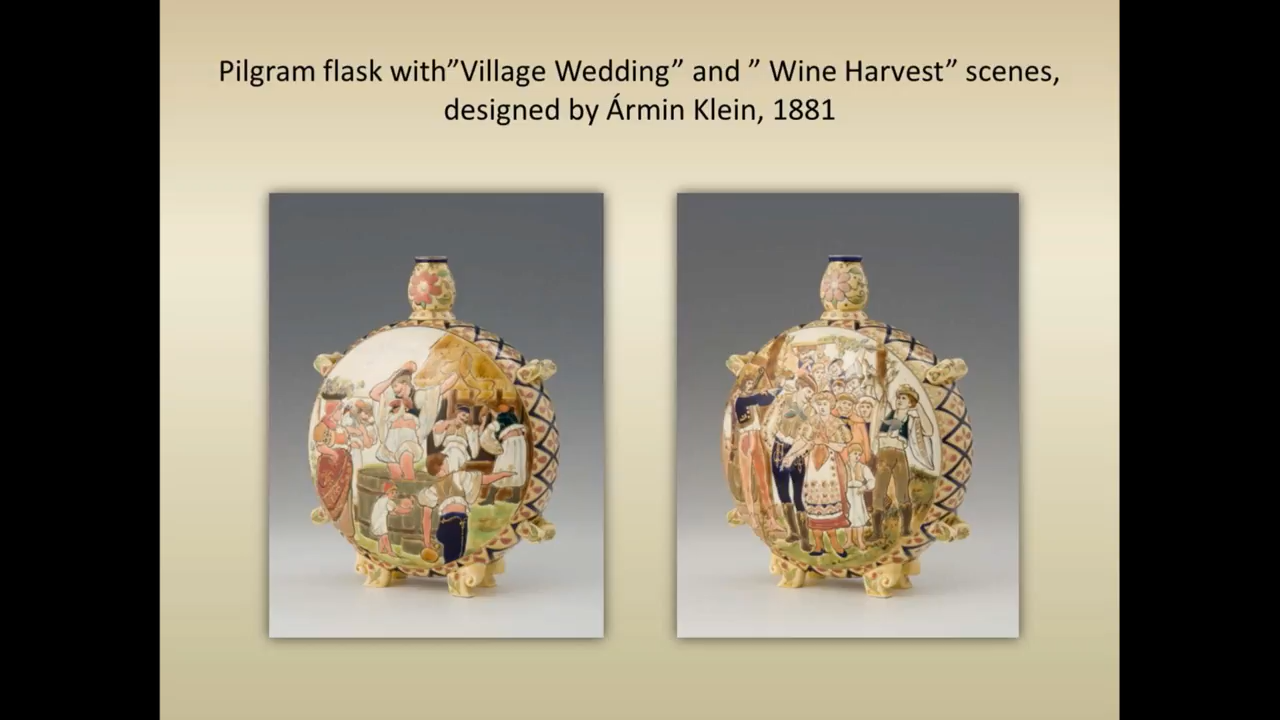 Pilgram flask with”Village Wedding” and ” Wine Harvest” scenes,
designed by Ármin Klein, 1881